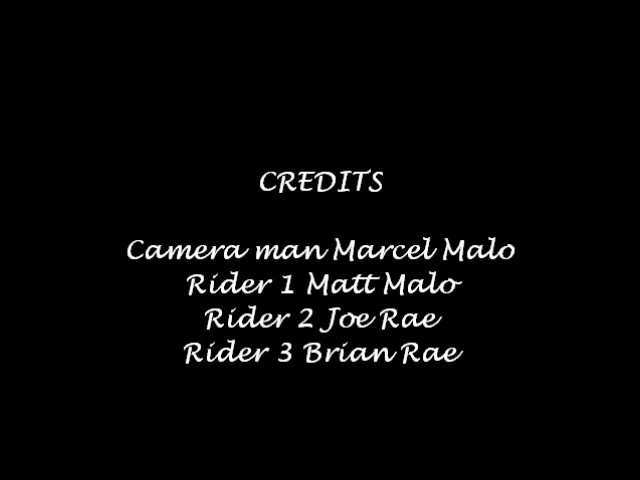 CREDITS
Camera man Marcel Malo
Rider 1 Matt Malo
Rider 2 Joe Rae
Rider 3 Brian Rae